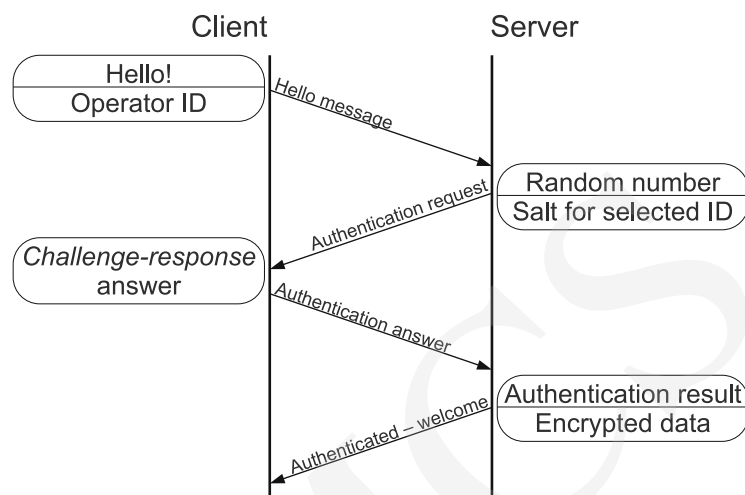 Client
Server
Hello!
Operator ID
Hello message
Random number
Salt for selected ID
Authentication request
Challenge-response
answer
Authentication answer
Authentication result
Encrypted data
Authenticated – welcome